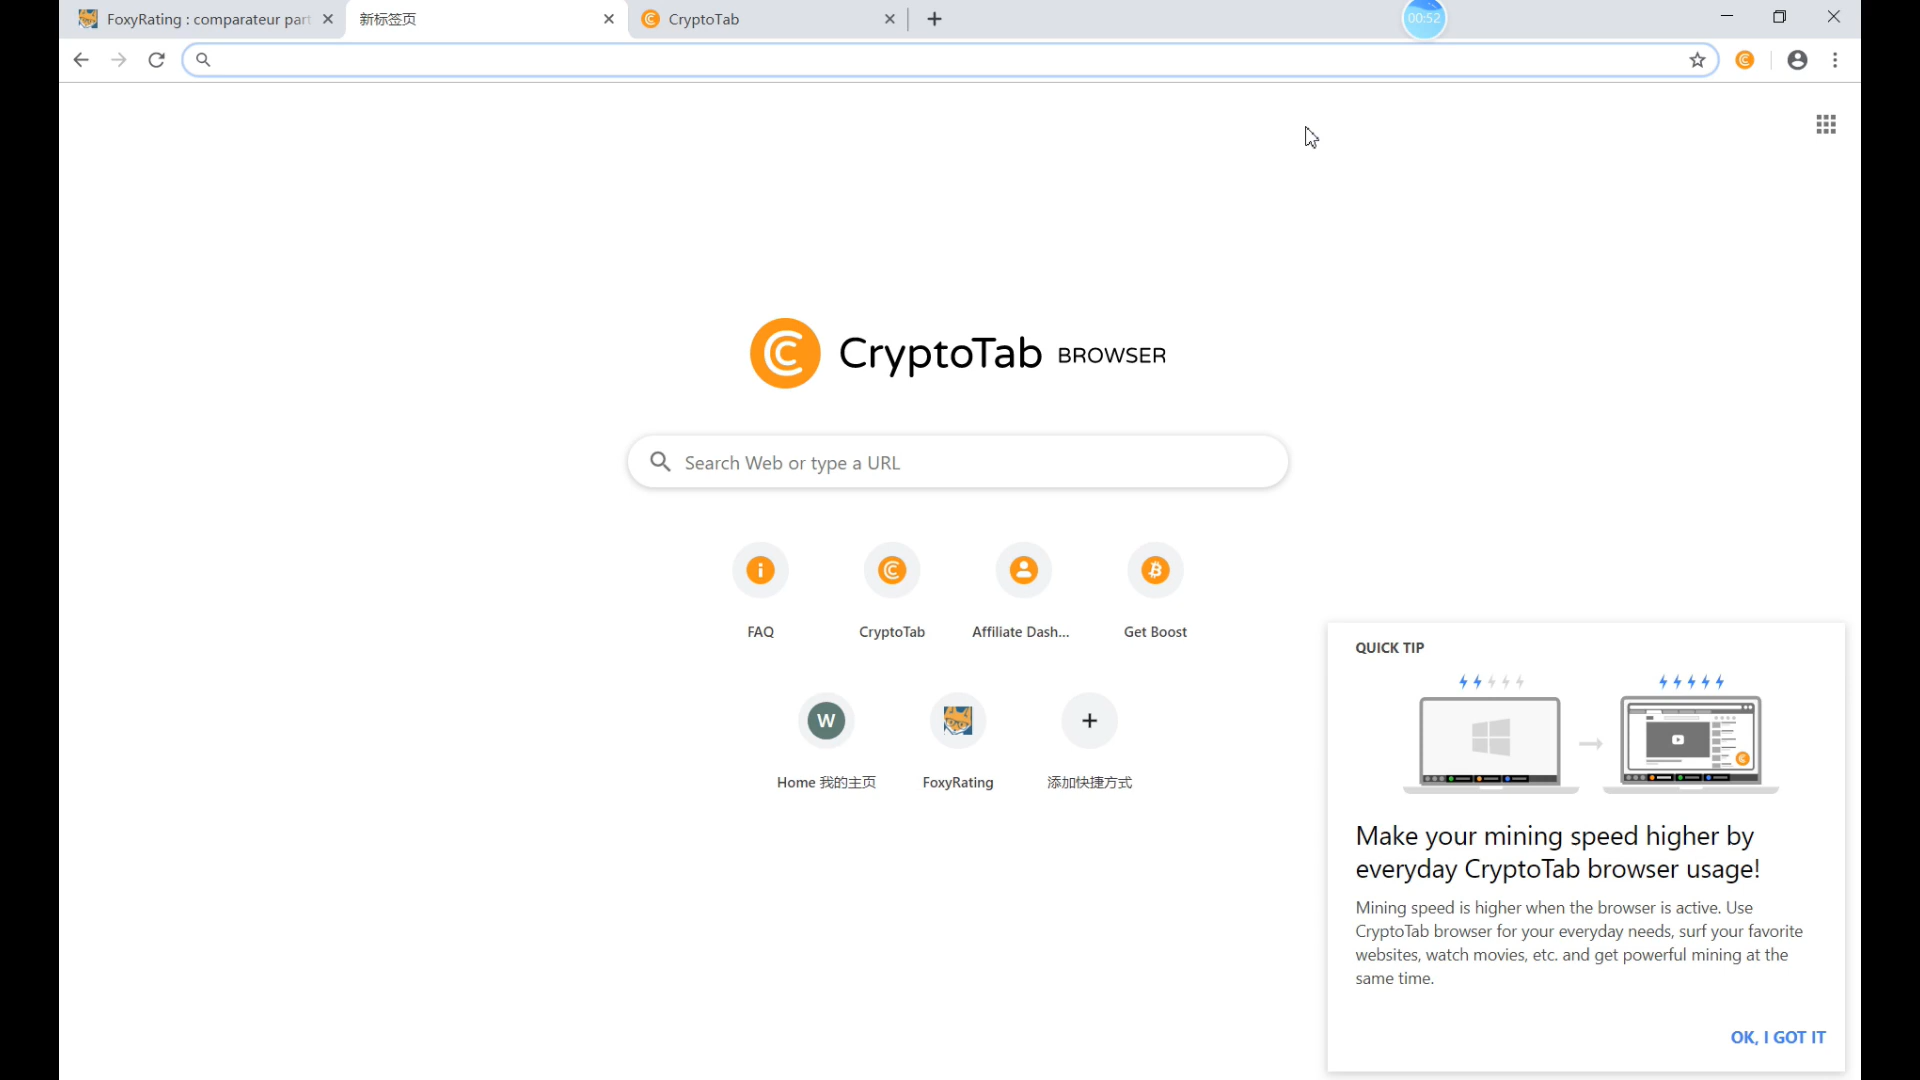 FoxyRating : comparateur part
新标签页
CryptoTab
00:52
CryptoTab BROWSER
Search Web or type a URL
FAQ
CryptoTab
Affiliate Dash...
Get Boost
W
Home 我的主页
FoxyRating
添加快捷方式
QUICK TIP
Make your mining speed higher by
everyday CryptoTab browser usage!
Mining speed is higher when the browser is active. Use
CryptoTab browser for your everyday needs, surf your favorite
websites, watch movies, etc. and get powerful mining at the
same time.
OK, I GOT IT